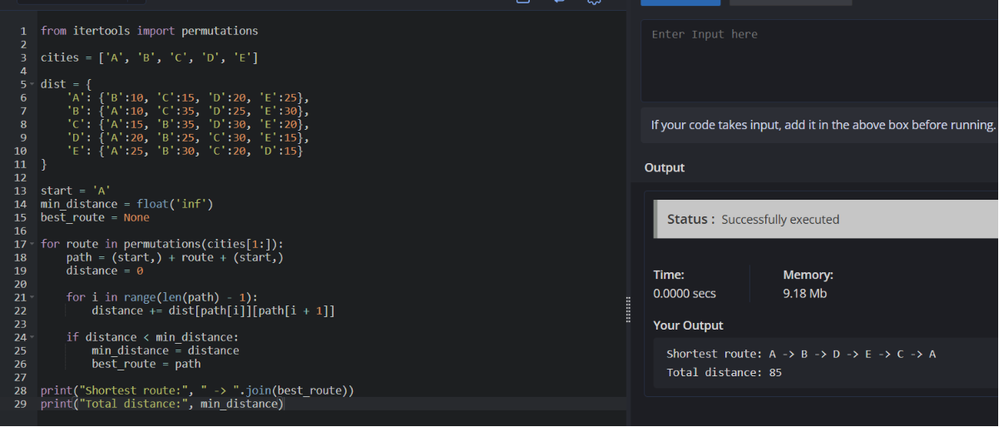 1 from itertools import permutations
2
3 cities = ['A', 'B', 'C', 'D', 'E']
4
5 dist = {
6     'A': {'B':10, 'C':15, 'D':20, 'E':25},
7     'B': {'A':10, 'C':35, 'D':25, 'E':30},
8     'C': {'A':15, 'B':35, 'D':30, 'E':20},
9     'D': {'A':20, 'B':25, 'C':30, 'E':15},
10     'E': {'A':25, 'B':30, 'C':20, 'D':15}
11 }
12
13 start = 'A'
14 min_distance = float('inf')
15 best_route = None
16
17 for route in permutations(cities[1:]):
18     path = (start,) + route + (start,)
19     distance = 0
20
21     for i in range(len(path) - 1):
22         distance += dist[path[i]][path[i + 1]]
23
24     if distance < min_distance:
25         min_distance = distance
26         best_route = path
27
28 print("Shortest route:", " -> ".join(best_route))
29 print("Total distance:", min_distance)
Enter Input here
If your code takes input, add it in the above box before running.
Output
Status : Successfully executed
Time: Memory:
0.0000 secs 9.18 Mb
Your Output
Shortest route: A -> B -> D -> E -> C -> A
Total distance: 85